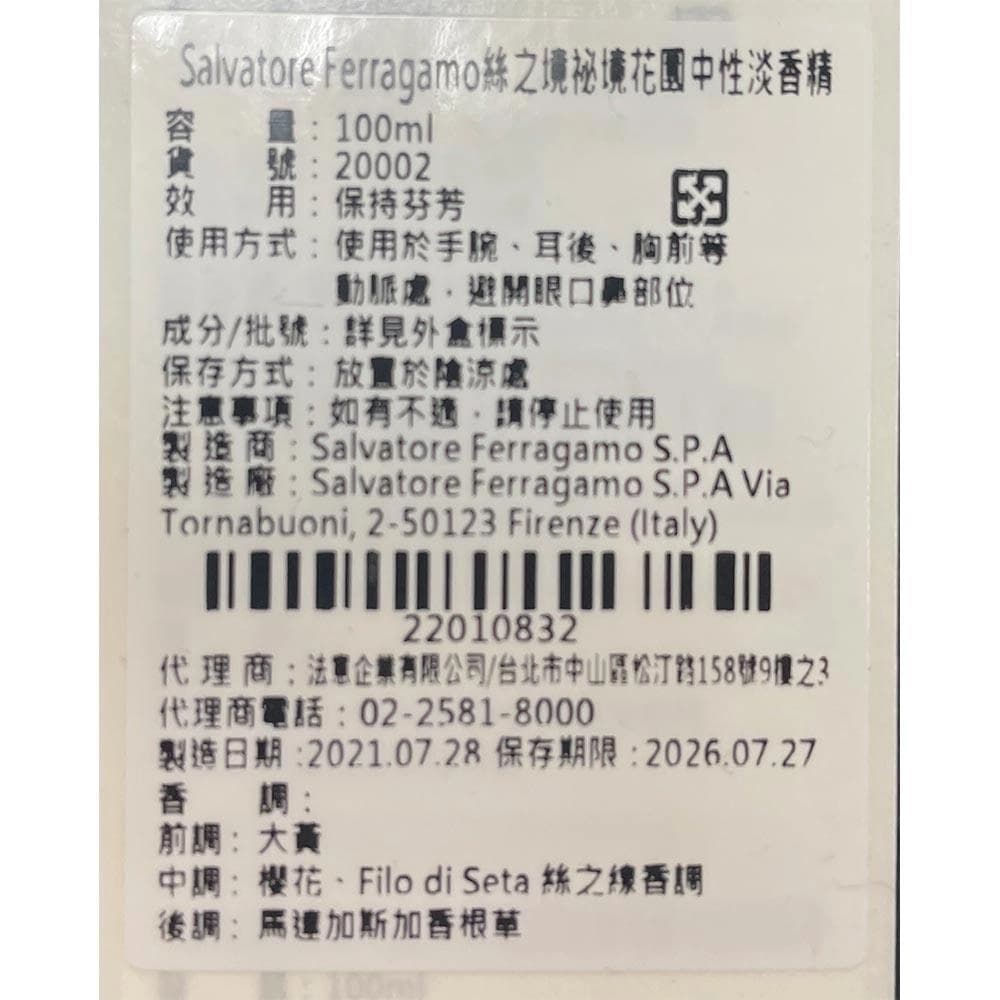 Salvatore Ferragamo絲之境祕境花園中性淡香精
容　　量：100ml
貨　　號：20002
效　　用：保持芬芳
使用方式：使用於手腕、耳後、胸前等
動脈處，避開眼口鼻部位
成分/批號：詳見外盒標示
保存方式：放置於陰涼處
注意事項：如有不適，請停止使用
製造商：Salvatore Ferragamo S.P.A
製造廠：Salvatore Ferragamo S.P.A Via
Tornabuoni, 2-50123 Firenze (Italy)
22010832
代理商：法意企業有限公司/台北市中山區松江路158號9樓之3
代理商電話：02-2581-8000
製造日期:2021.07.28 保存期限:2026.07.27
香　　調：
前調：大黃
中調：櫻花、Filo di Seta 絲之線香調
後調：馬達加斯加香根草
100ml